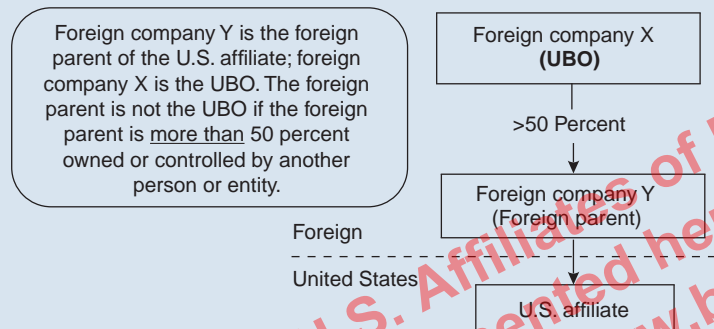 Foreign company Y is the foreign
parent of the U.S. affiliate; foreign
company X is the UBO. The foreign
parent is not the UBO if the foreign
parent is more than 50 percent
owned or controlled by another
person or entity.
Foreign company X
(UBO)
>50 Percent
Foreign company Y
(Foreign parent)
Foreign
United States
U.S. affiliate
U.S. Affiliates of